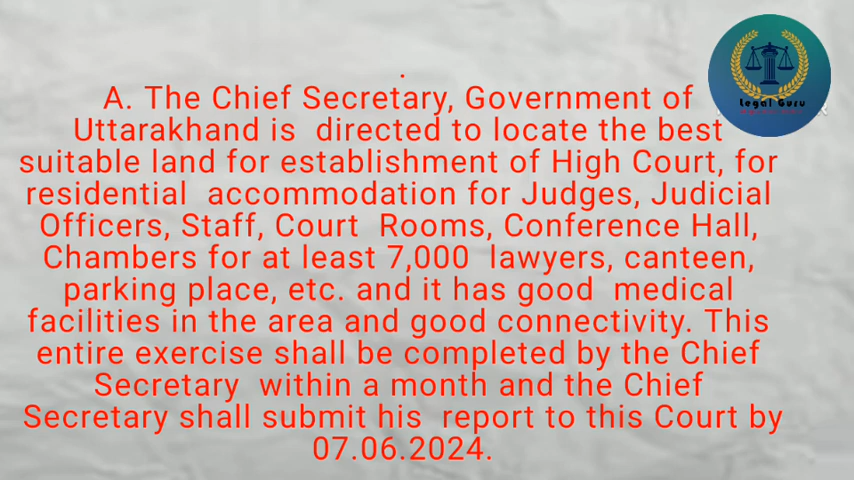 .
A. The Chief Secretary, Government of
Uttarakhand is directed to locate the best
suitable land for establishment of High Court, for
residential accommodation for Judges, Judicial
Officers, Staff, Court Rooms, Conference Hall,
Chambers for at least 7,000 lawyers, canteen,
parking place, etc. and it has good medical
facilities in the area and good connectivity. This
entire exercise shall be completed by the Chief
Secretary within a month and the Chief
Secretary shall submit his report to this Court by
07.06.2024.
Legal Guru